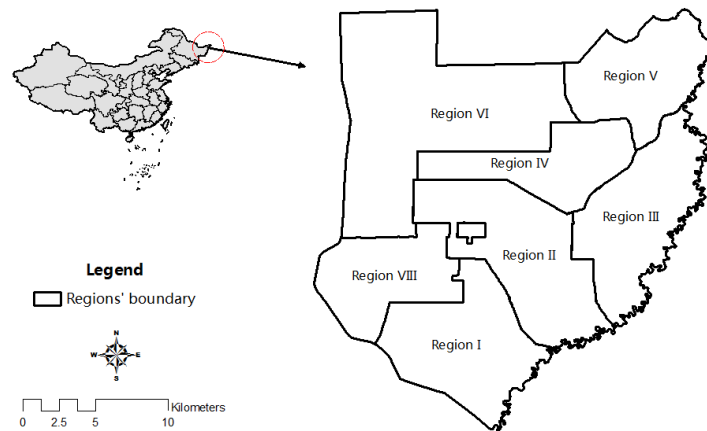 Region V
Region VI
Region IV
Region III
Region II
Region VIII
Region I
Legend
Regions' boundary
N
W E
S
Kilometers
0 2.5 5 10